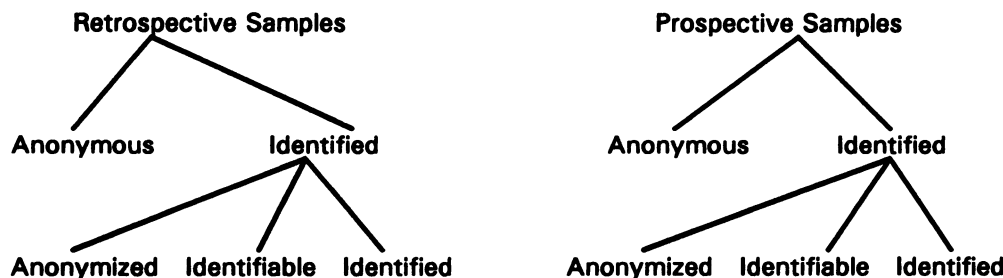 Retrospective Samples
Prospective Samples
Anonymous Identified
Anonymous Identified
Anonymized Identifiable Identified
Anonymized Identifiable Identified